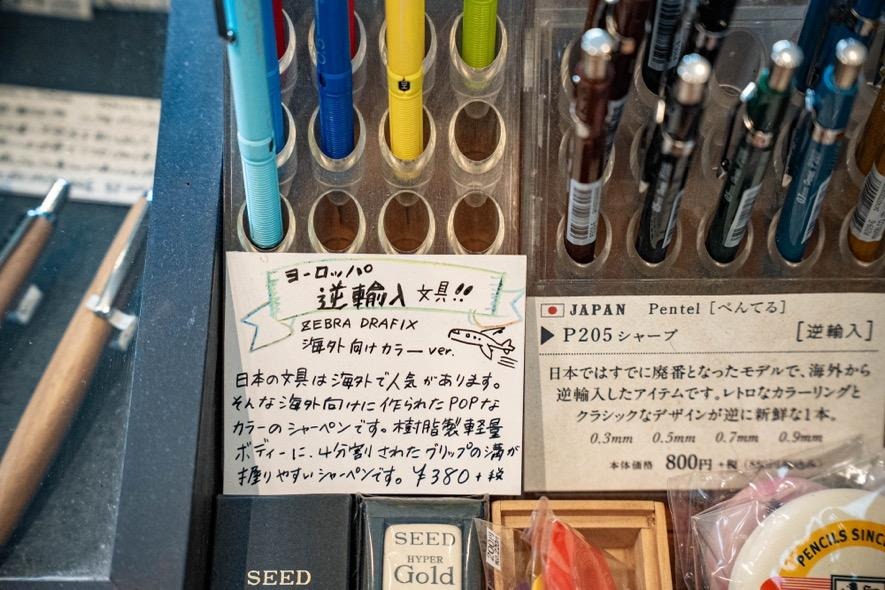 ヨーロッパ
逆輸入 文具!!
ZEBRA DRAFIX
海外向けカラーver.
日本の文具は海外で人気があります。
そんな海外向けに作られたPOPな
カラーのシャーペンです。樹脂製軽量
ボディーに、4分割されたグリップの溝が
握りやすいシャーペンです。¥380+税
JAPAN Pentel [ぺんてる]
▶ P205シャープ [逆輸入]
日本ではすでに廃番となったモデルで、海外から
逆輸入したアイテムです。レトロなカラーリングと
クラシックなデザインが逆に新鮮な1本。
0.3mm 0.5mm 0.7mm 0.9mm
本体価格 800円+税
SEED
SEED
HYPER
Gold
PENCILS SINC